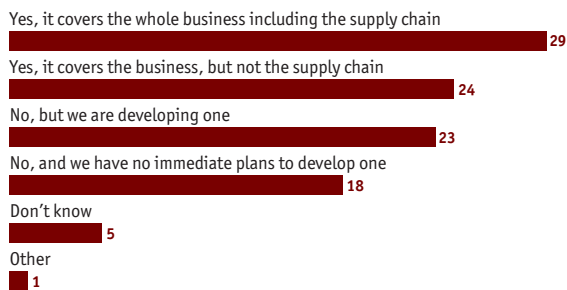 Yes, it covers the whole business including the supply chain
29
Yes, it covers the business, but not the supply chain
24
No, but we are developing one
23
No, and we have no immediate plans to develop one
18
Don’t know
5
Other
1